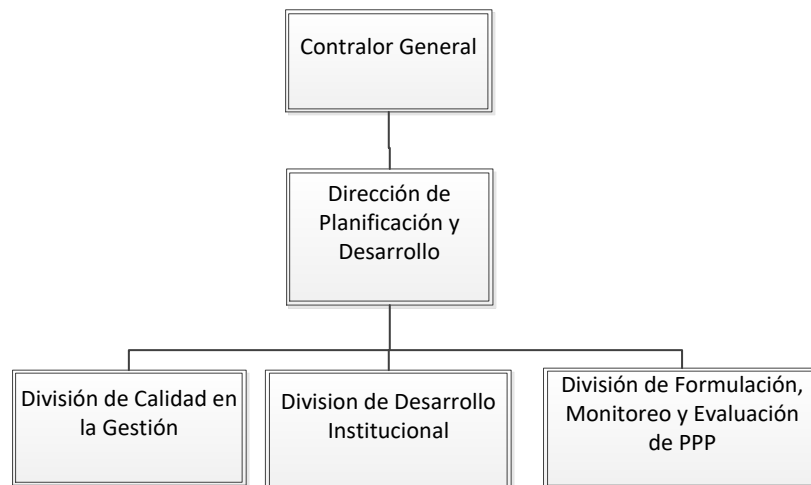 Contralor General
Dirección de
Planificación y
Desarrollo
División de Calidad en
la Gestión
Division de Desarrollo
Institucional
División de Formulación,
Monitoreo y Evaluación
de PPP